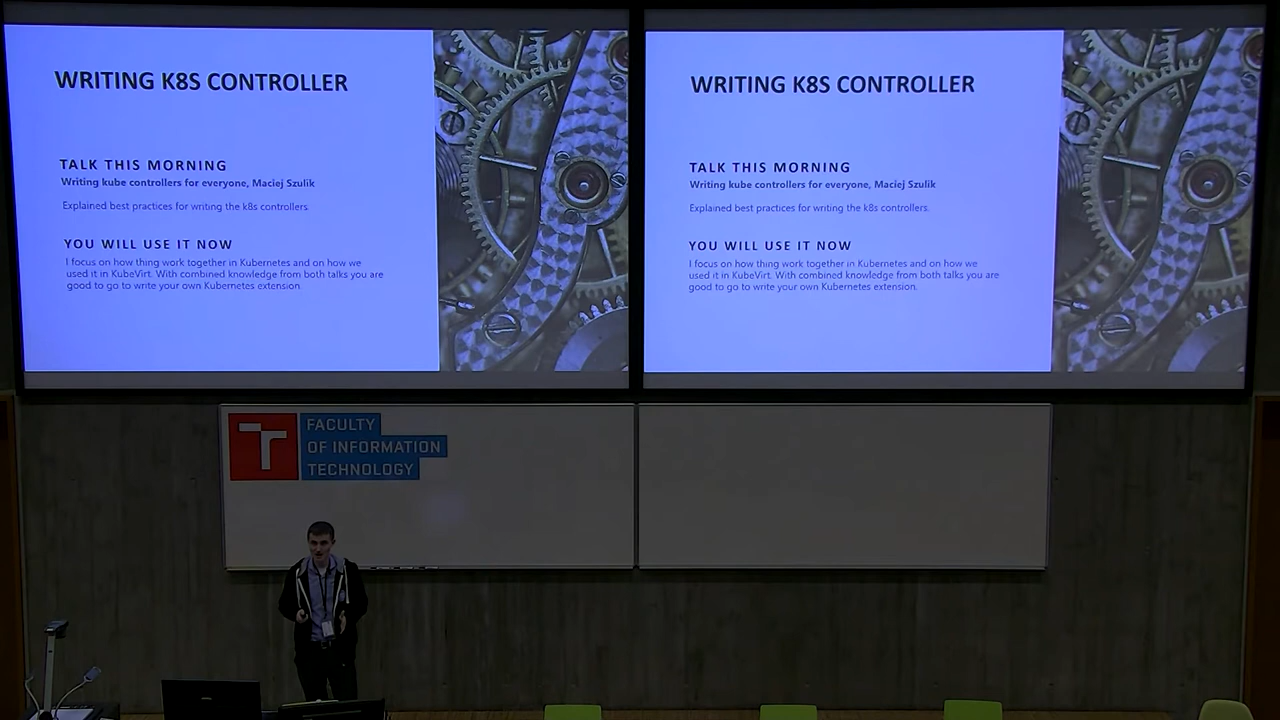 WRITING K8S CONTROLLER
TALK THIS MORNING
Writing kube controllers for everyone, Maciej Szulik
Explained best practices for writing the k8s controllers.
YOU WILL USE IT NOW
I focus on how thing work together in Kubernetes and on how we
used it in KubeVirt. With combined knowledge from both talks you are
good to go to write your own Kubernetes extension.
WRITING K8S CONTROLLER
TALK THIS MORNING
Writing kube controllers for everyone, Maciej Szulik
Explained best practices for writing the k8s controllers.
YOU WILL USE IT NOW
I focus on how thing work together in Kubernetes and on how we
used it in KubeVirt. With combined knowledge from both talks you are
good to go to write your own Kubernetes extension.
FACULTY
OF INFORMATION
TECHNOLOGY